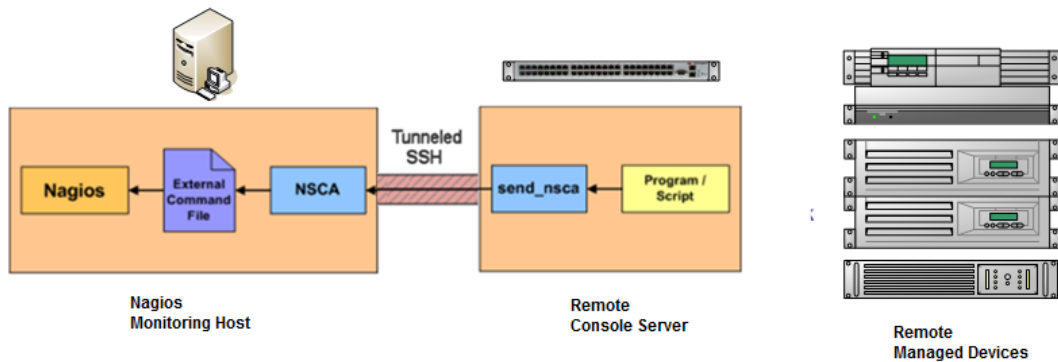 Tunneled
SSH
Nagios
External
Command
File
NSCA
send_nsca
Program /
Script
Nagios
Monitoring Host
Remote
Console Server
Remote
Managed Devices